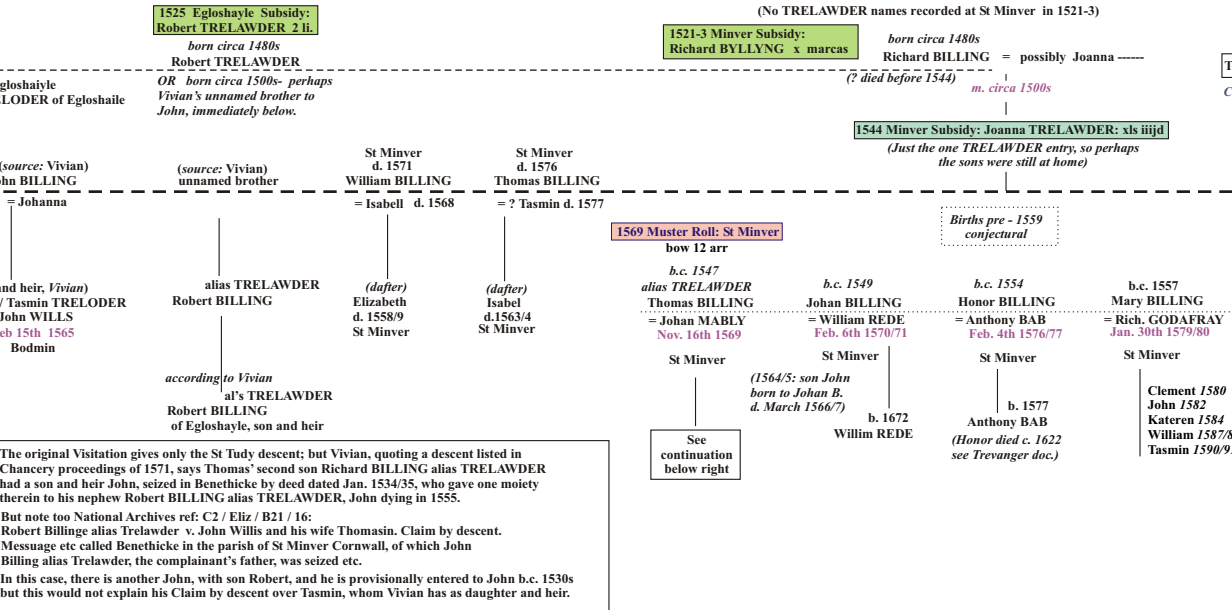 (No TRELAWDER names recorded at St Minver in 1521-3)
1525 Egloshayle Subsidy:
Robert TRELAWDER 2 li.
born circa 1480s
Robert TRELAWDER
OR born circa 1500s- perhaps
Vivian's unnamed brother to
John, immediately below.
1521-3 Minver Subsidy:
Richard BYLLYNG x marcas
born circa 1480s
Richard BILLING = possibly Joanna ------
(? died before 1544)
m. circa 1500s
T
C
gloshaiyle
ELODER of Egloshaile
1544 Minver Subsidy: Joanna TRELAWDER: xls iiijd
(Just the one TRELAWDER entry, so perhaps
the sons were still at home)
(source: Vivian)
hn BILLING
= Johanna
(source: Vivian)
unnamed brother
St Minver
d. 1571
William BILLING
= Isabell d. 1568
St Minver
d. 1576
Thomas BILLING
= ? Tasmin d. 1577
Births pre - 1559
conjectural
1569 Muster Roll: St Minver
bow 12 arr
and heir, Vivian)
/ Tasmin TRELODER
John WILLS
eb 15th 1565
Bodmin
alias TRELAWDER
Robert BILLING
(dafter)
Elizabeth
d. 1558/9
St Minver
(dafter)
Isabel
d.1563/4
St Minver
b.c. 1547
alias TRELAWDER
Thomas BILLING
= Johan MABLY
Nov. 16th 1569
St Minver
b.c. 1549
Johan BILLING
= William REDE
Feb. 6th 1570/71
St Minver
b.c. 1554
Honor BILLING
= Anthony BAB
Feb. 4th 1576/77
St Minver
b.c. 1557
Mary BILLING
= Rich. GODAFRAY
Jan. 30th 1579/80
St Minver
according to Vivian
al's TRELAWDER
Robert BILLING
of Egloshayle, son and heir
See
continuation
below right
(1564/5: son John
born to Johan B.
d. March 1566/7)
b. 1672
Willim REDE
b. 1577
Anthony BAB
(Honor died c. 1622
see Trevanger doc.)
Clement 1580
John 1582
Kateren 1584
William 1587/8
Tasmin 1590/9
The original Visitation gives only the St Tudy descent; but Vivian, quoting a descent listed in
Chancery proceedings of 1571, says Thomas' second son Richard BILLING alias TRELAWDER
had a son and heir John, seized in Benethicke by deed dated Jan. 1534/35, who gave one moiety
therein to his nephew Robert BILLING alias TRELAWDER, John dying in 1555.
But note too National Archives ref: C2 / Eliz / B21 / 16:
Robert Billinge alias Trelawder v. John Willis and his wife Thomasin. Claim by descent.
Message etc called Benethicke in the parish of St Minver Cornwall, of which John
Billing alias Trelawder, the complainant's father, was seized etc.
In this case, there is another John, with son Robert, and he is provisionally entered to John b.c. 1530s
but this would not explain his Claim by descent over Tasmin, whom Vivian has as daughter and heir.